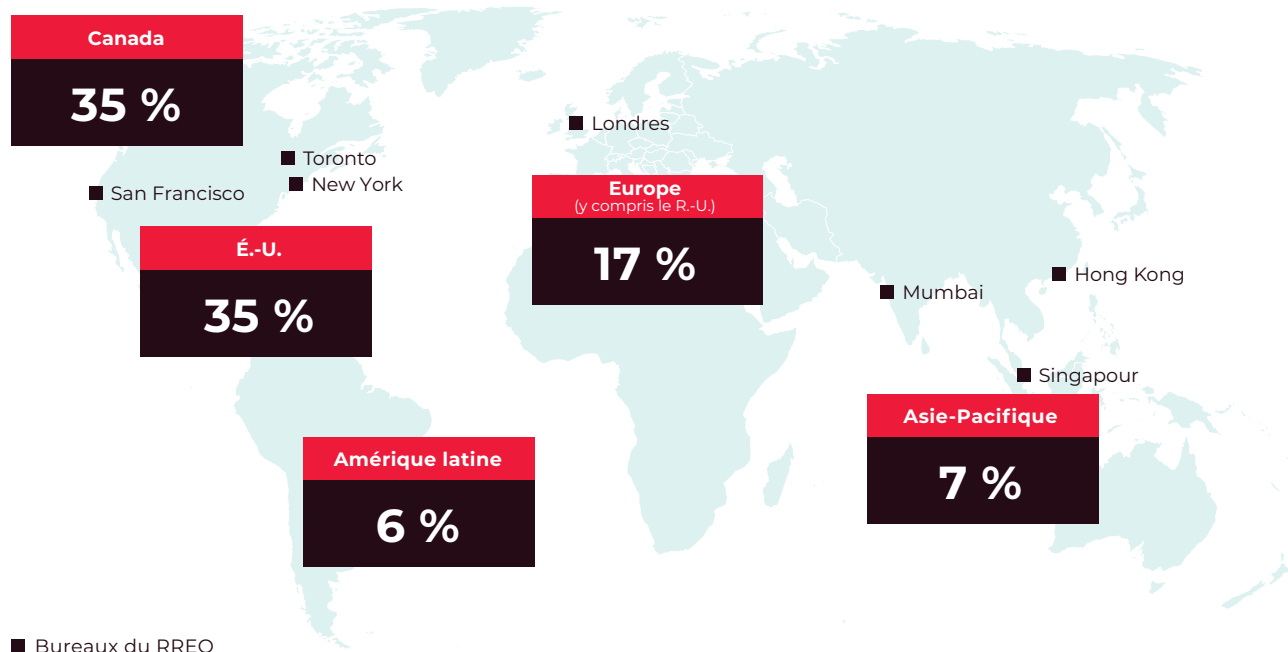 Canada
35 %
Londres
Toronto
New York
San Francisco
Europe
(y compris le R.-U.)
17 %
É.-U.
35 %
Hong Kong
Mumbai
Singapour
Asie-Pacifique
7 %
Amérique latine
6 %
Bureaux du RREO